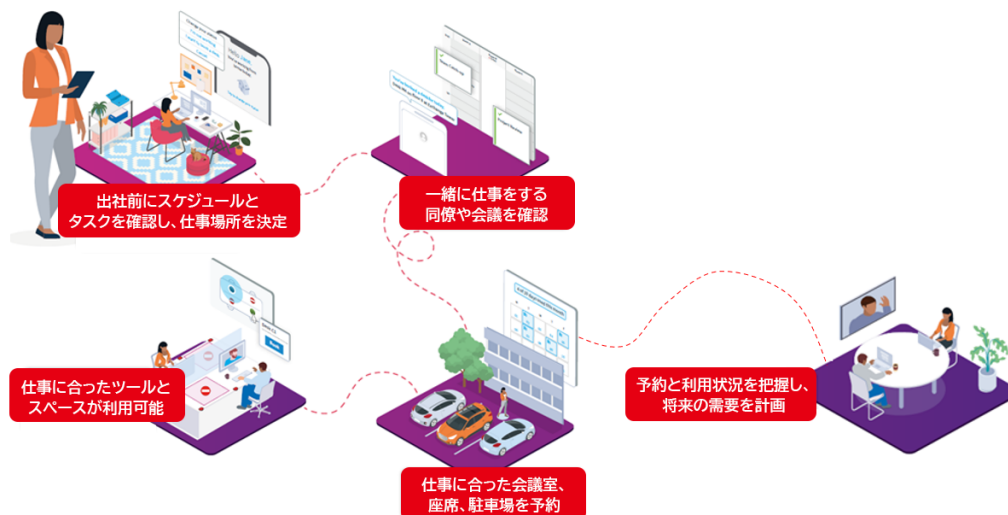 出社前にスケジュールと
タスクを確認し、仕事場所を決定
一緒に仕事をする
同僚や会議を確認
仕事に合ったツールと
スペースが利用可能
仕事に合った会議室、
座席、駐車場を予約
予約と利用状況を把握し、
将来の需要を計画